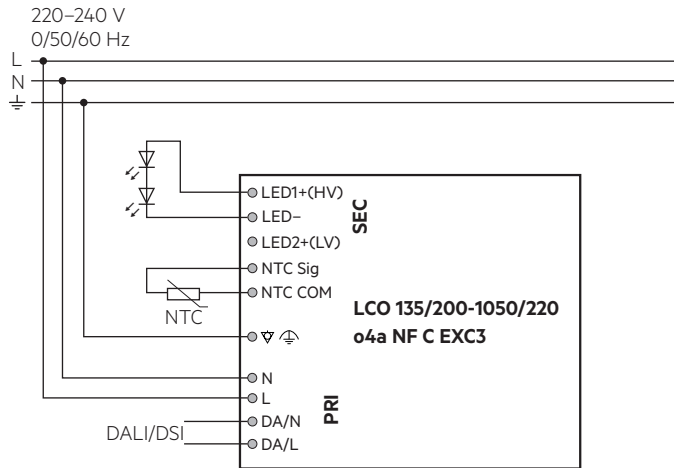 220–240 V
0/50/60 Hz
L
N
LED1+(HV)
LED–
LED2+(LV)
SEC
NTC Sig
NTC COM
NTC
LCO 135/200-1050/220
o4a NF C EXC3
N
L
PRI
DA/N
DALI/DSI
DA/L